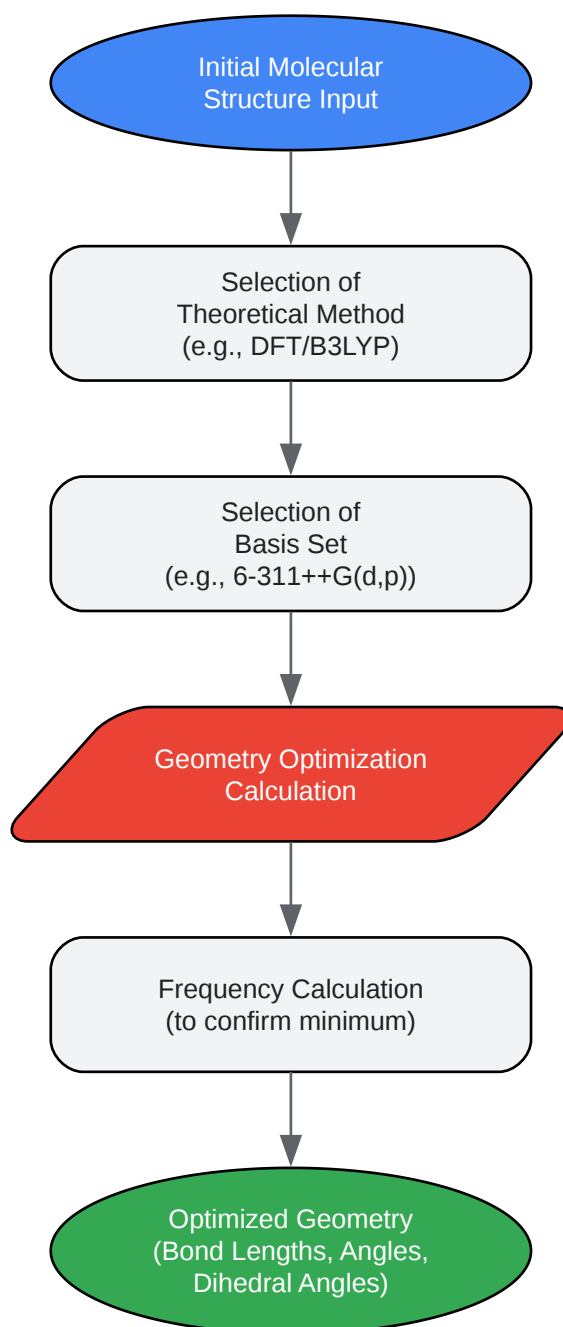 Initial Molecular
Structure Input
Selection of
Theoretical Method
(e.g., DFT/B3LYP)
Selection of
Basis Set
(e.g., 6-311++G(d,p))
Geometry Optimization
Calculation
Frequency Calculation
(to confirm minimum)
Optimized Geometry
(Bond Lengths, Angles,
Dihedral Angles)